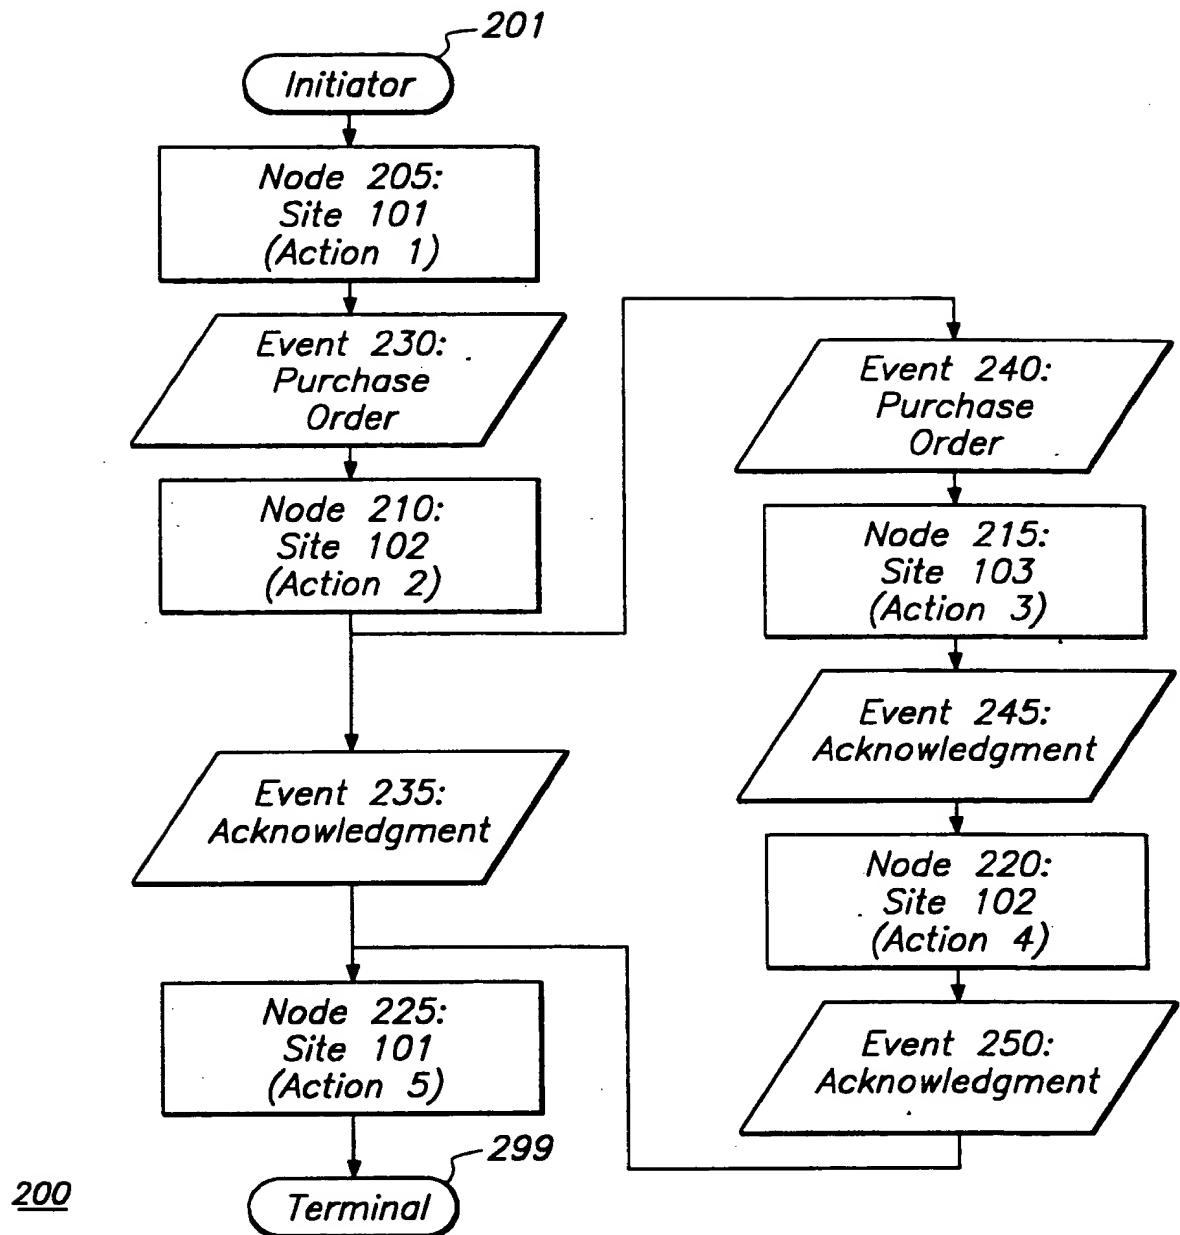 201
Initiator
Node 205:
Site 101
(Action 1)
Event 230:
Purchase
Order
Node 210:
Site 102
(Action 2)
Event 235:
Acknowledgment
Node 225:
Site 101
(Action 5)
299
Terminal
Event 240:
Purchase
Order
Node 215:
Site 103
(Action 3)
Event 245:
Acknowledgment
Node 220:
Site 102
(Action 4)
Event 250:
Acknowledgment
200